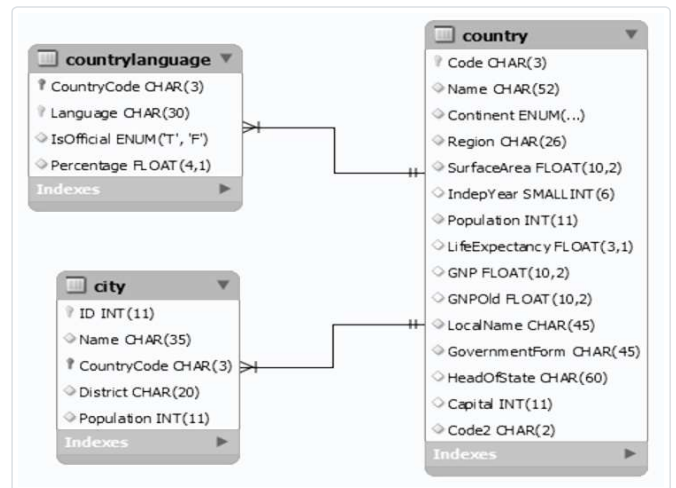 countrylanguage
CountryCode CHAR(3)
Language CHAR(30)
IsOfficial ENUM('T', 'F')
Percentage FLOAT(4,1)
Indexes
city
ID INT(11)
Name CHAR(35)
CountryCode CHAR(3)
District CHAR(20)
Population INT(11)
Indexes
country
Code CHAR(3)
Name CHAR(52)
Continent ENUM(...)
Region CHAR(26)
SurfaceArea FLOAT(10,2)
IndepYear SMALLINT(6)
Population INT(11)
LifeExpectancy FLOAT(3,1)
GNP FLOAT(10,2)
GNPOld FLOAT(10,2)
LocalName CHAR(45)
GovernmentForm CHAR(45)
HeadOfState CHAR(60)
Capital INT(11)
Code2 CHAR(2)
Indexes